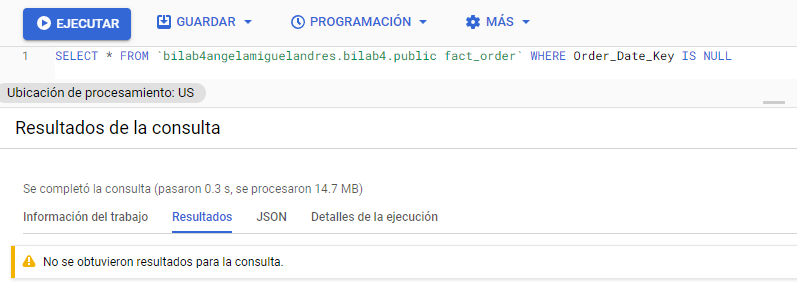 EJECUTAR GUARDAR PROGRAMACIÓN MÁS
1 SELECT * FROM `bilab4angelamiguelandres.bilab4.public fact_order` WHERE Order_Date_Key IS NULL
Ubicación de procesamiento: US
Resultados de la consulta
Se completó la consulta (pasaron 0.3 s, se procesaron 14.7 MB)
Información del trabajo Resultados JSON Detalles de la ejecución
No se obtuvieron resultados para la consulta.